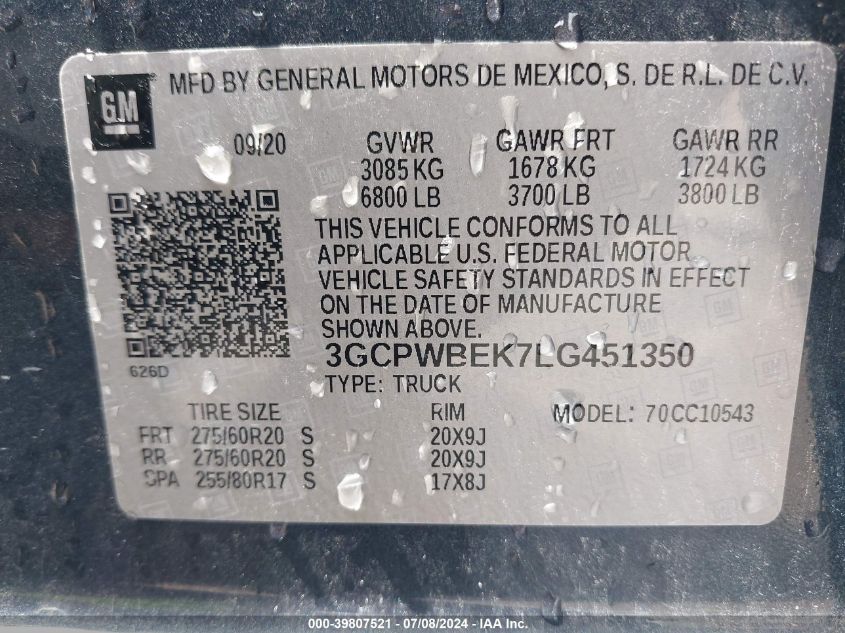 GM
MFD BY GENERAL MOTORS DE MEXICO, S. DE R.L. DE C.V.
09/20 GVWR GAWR FRT GAWR RR
3085 KG 1678 KG 1724 KG
6800 LB 3700 LB 3800 LB
THIS VEHICLE CONFORMS TO ALL
APPLICABLE U.S. FEDERAL MOTOR
VEHICLE SAFETY STANDARDS IN EFFECT
ON THE DATE OF MANUFACTURE
SHOWN ABOVE.
3GCPWBEK7LG451350
626D
TYPE: TRUCK
TIRE SIZE RIM MODEL: 70CC10543
FRT 275/60R20 S 20X9J
RR 275/60R20 S 20X9J
SPA 255/80R17 S 17X8J
000-39807521 - 07/08/2024 - www.iaai.com